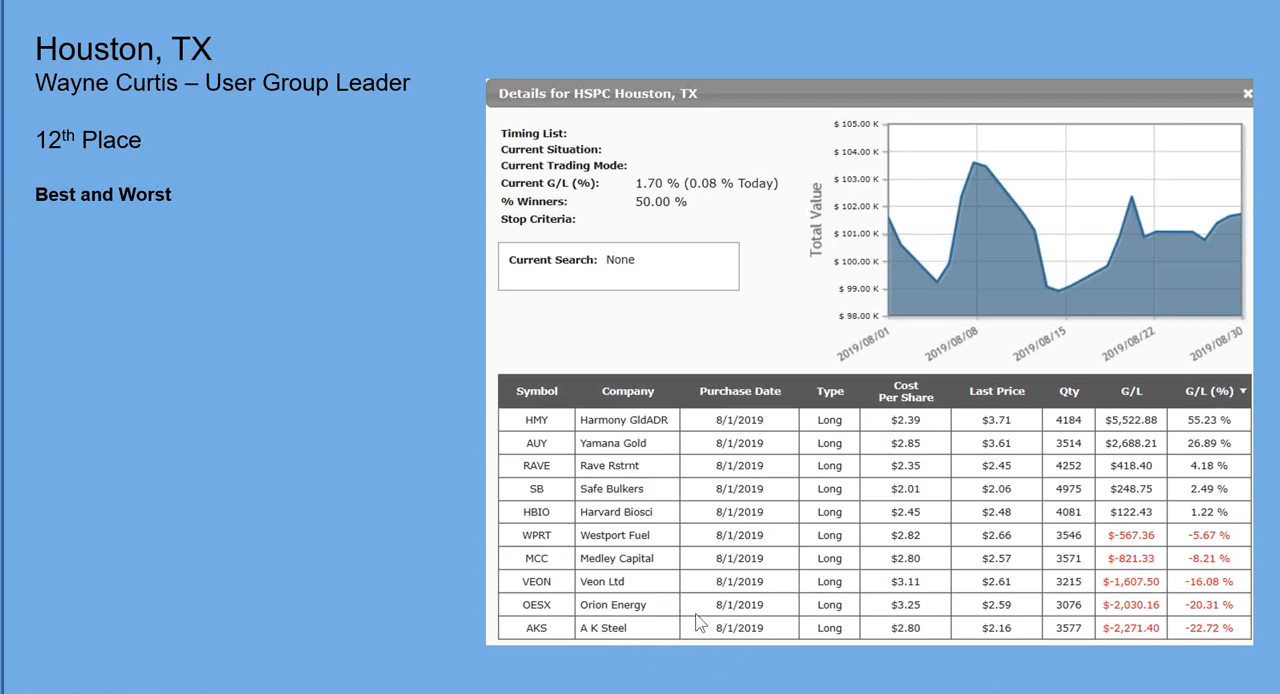 Houston, TX
Wayne Curtis – User Group Leader
12th Place
Best and Worst
Details for HSPC Houston, TX
Timing List:
Current Situation:
Current Trading Mode:
Current G/L (%): 1.70 % (0.08 % Today)
% Winners: 50.00 %
Stop Criteria:
Current Search: None
Total Value
$ 105.00 K
$ 104.00 K
$ 103.00 K
$ 102.00 K
$ 101.00 K
$ 100.00 K
$ 99.00 K
$ 98.00 K
2019/08/01 2019/08/08 2019/08/15 2019/08/22 2019/08/30
Symbol Company Purchase Date Type Cost Per Share Last Price Qty G/L G/L (%)
HMY Harmony GldADR 8/1/2019 Long $2.39 $3.71 4184 $5,522.88 55.23 %
AUY Yamana Gold 8/1/2019 Long $2.85 $3.61 3514 $2,688.21 26.89 %
RAVE Rave Rstrnt 8/1/2019 Long $2.35 $2.45 4252 $418.40 4.18 %
SB Safe Bulkers 8/1/2019 Long $2.01 $2.06 4975 $248.75 2.49 %
HBIO Harvard Biosci 8/1/2019 Long $2.45 $2.48 4081 $122.43 1.22 %
WPRT Westport Fuel 8/1/2019 Long $2.82 $2.66 3546 $-567.36 -5.67 %
MCC Medley Capital 8/1/2019 Long $2.80 $2.57 3571 $-821.33 -8.21 %
VEON Veon Ltd 8/1/2019 Long $3.11 $2.61 3215 $-1,607.50 -16.08 %
OESX Orion Energy 8/1/2019 Long $3.25 $2.59 3076 $-2,030.16 -20.31 %
AKS A K Steel 8/1/2019 Long $2.80 $2.16 3577 $-2,271.40 -22.72 %